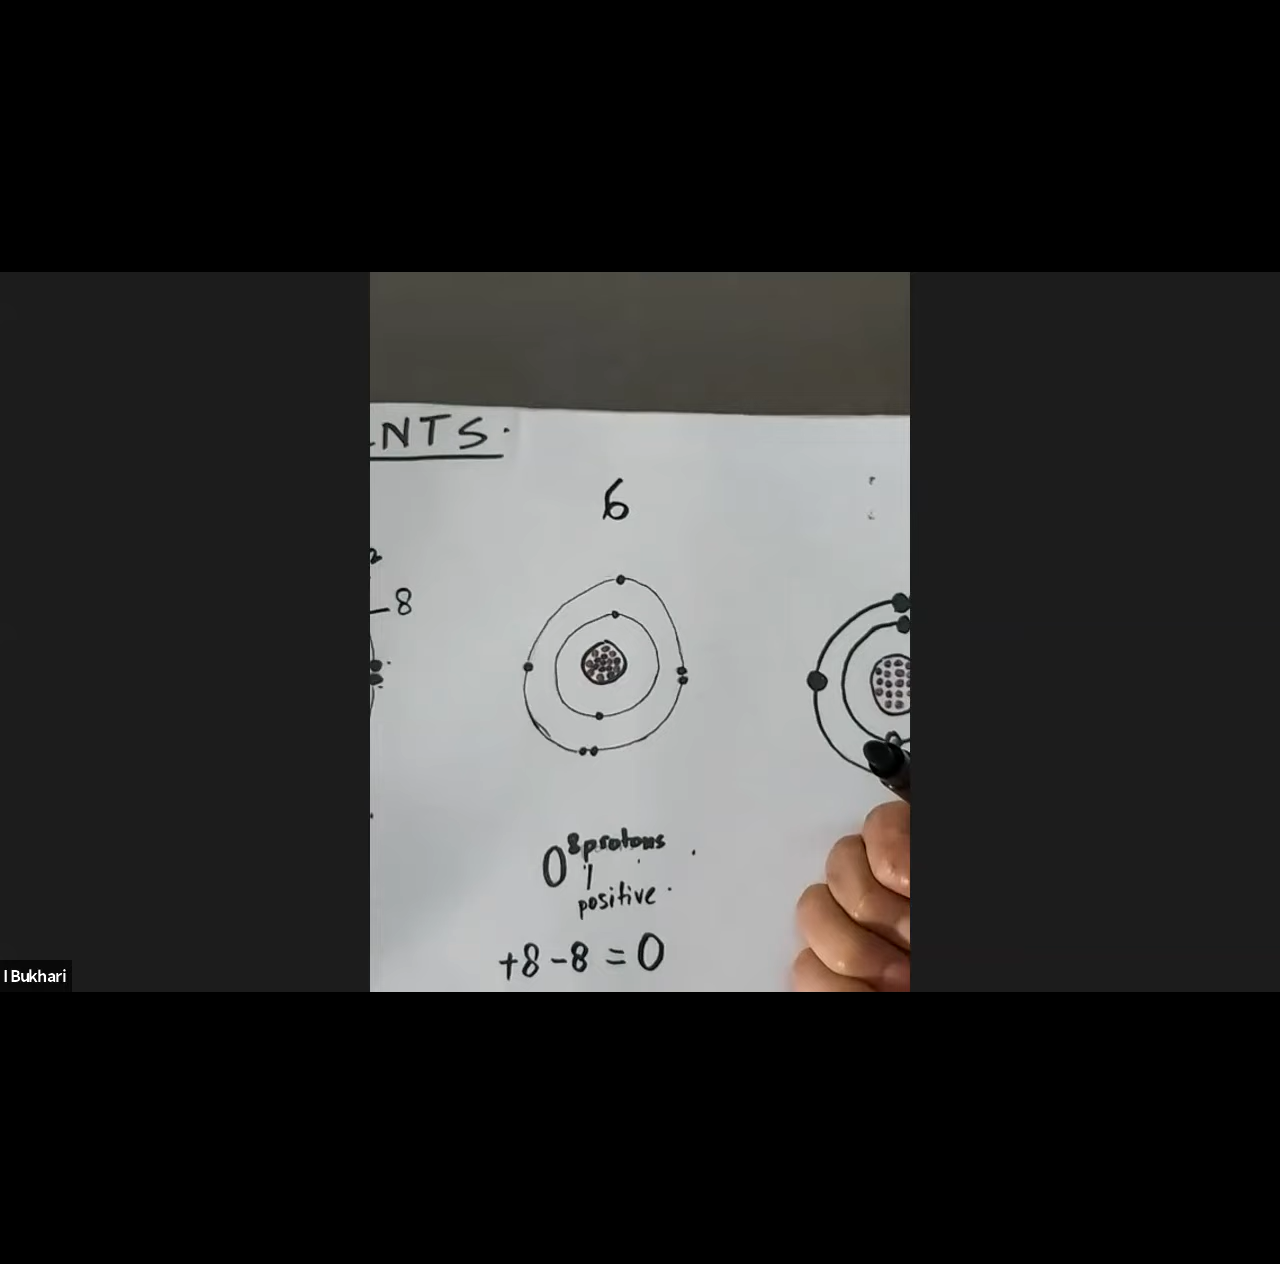 NTS.
6
8
O 8 protons
positive.
+8 - 8 = 0
I Bukhari